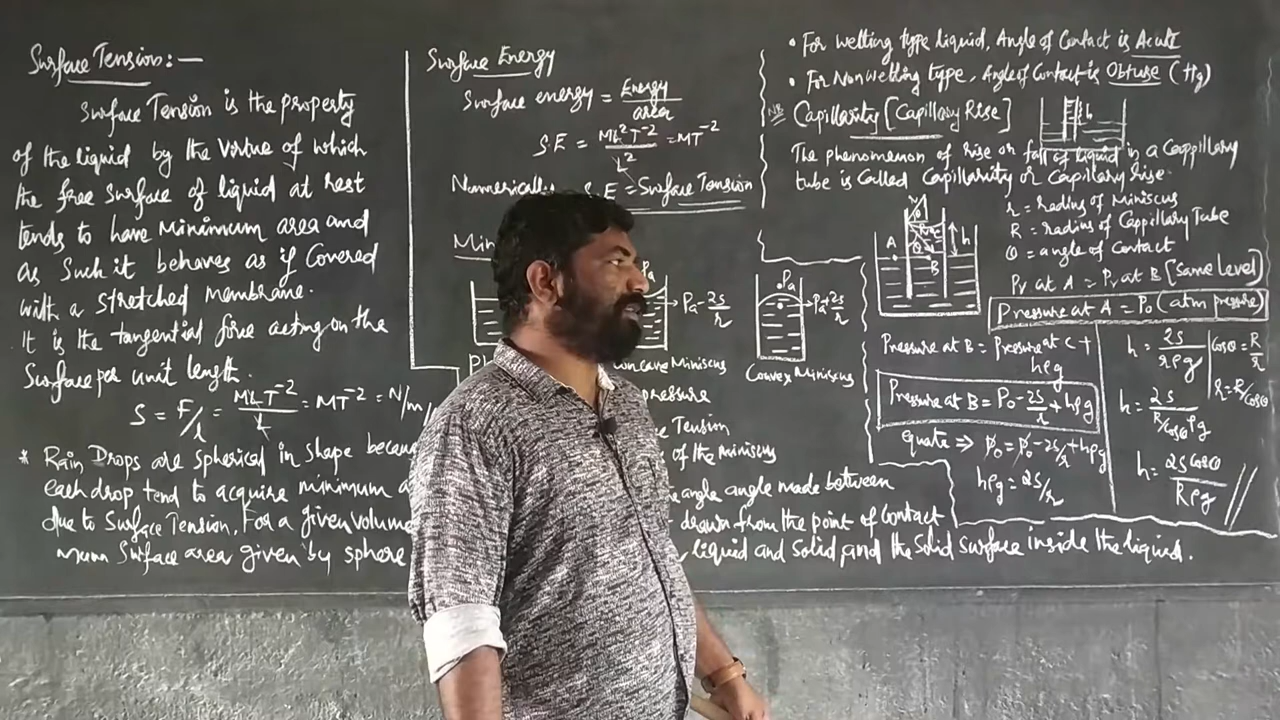 Surface Tension:—
Surface Tension is the property
of the liquid by the virtue of which
the free surface of liquid at rest
tends to have Minimum area and
as such it behaves as if Covered
with a stretched membrane.
It is the tangential force acting on the
Surface per unit length.
S = F/l = MLT⁻²/L = MT⁻² = N/m
* Rain Drops are spherical in shape becau
each drop tend to acquire minimum a
due to Surface Tension. For a given volume
mum Surface area given by sphere
Surface Energy
Surface energy = Energy/area
S.E = ML²T⁻²/L² = MT⁻²
Numerically S.E = Surface Tension
Pa
Pa - 2s/r
Pa
Pa + 2s/r
concave Miniscus
Convex Miniscus
pressure
Tension
of the Miniscus
angle angle made between
drawn from the point of Contact
liquid and Solid and the Solid surface inside the liquid.
• For Wetting type liquid, Angle of Contact is Acute
• For Non wetting type, Angle of Contact is Obtuse (Hg)
NB Capillarity [Capillary Rise]
h
The phenomenon of rise or fall of liquid in a Cappillary
tube is Called Capillarity or Capillary Rise.
r = radius of Miniscus
R = radius of Cappillary Tube
θ = angle of Contact
A
B
h
Pr at A = Pr at B [Same Level]
Pressure at A = P₀ (atm pressure)
Pressure at B = Pressure at C +
hρg
Pressure at B = P₀ - 2s/r + hρg
equate ⇒ P₀ = P₀ - 2s/r + hρg
hρg = 2s/r
h = 2s/rρg
Cosθ = R/r
r = R/Cosθ
h = 2s/(R/Cosθ ρg)
h = 2s Cosθ/Rρg